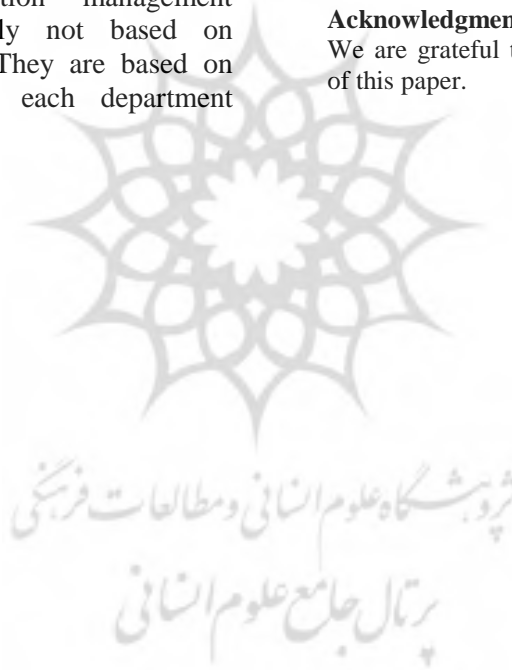 tion management
ly not based on
They are based on
each department
Acknowledgmen
We are grateful t
of this paper.
پژوهشگاه علوم انسانی و مطالعات فرهنگی
پرتال جامع علوم انسانی